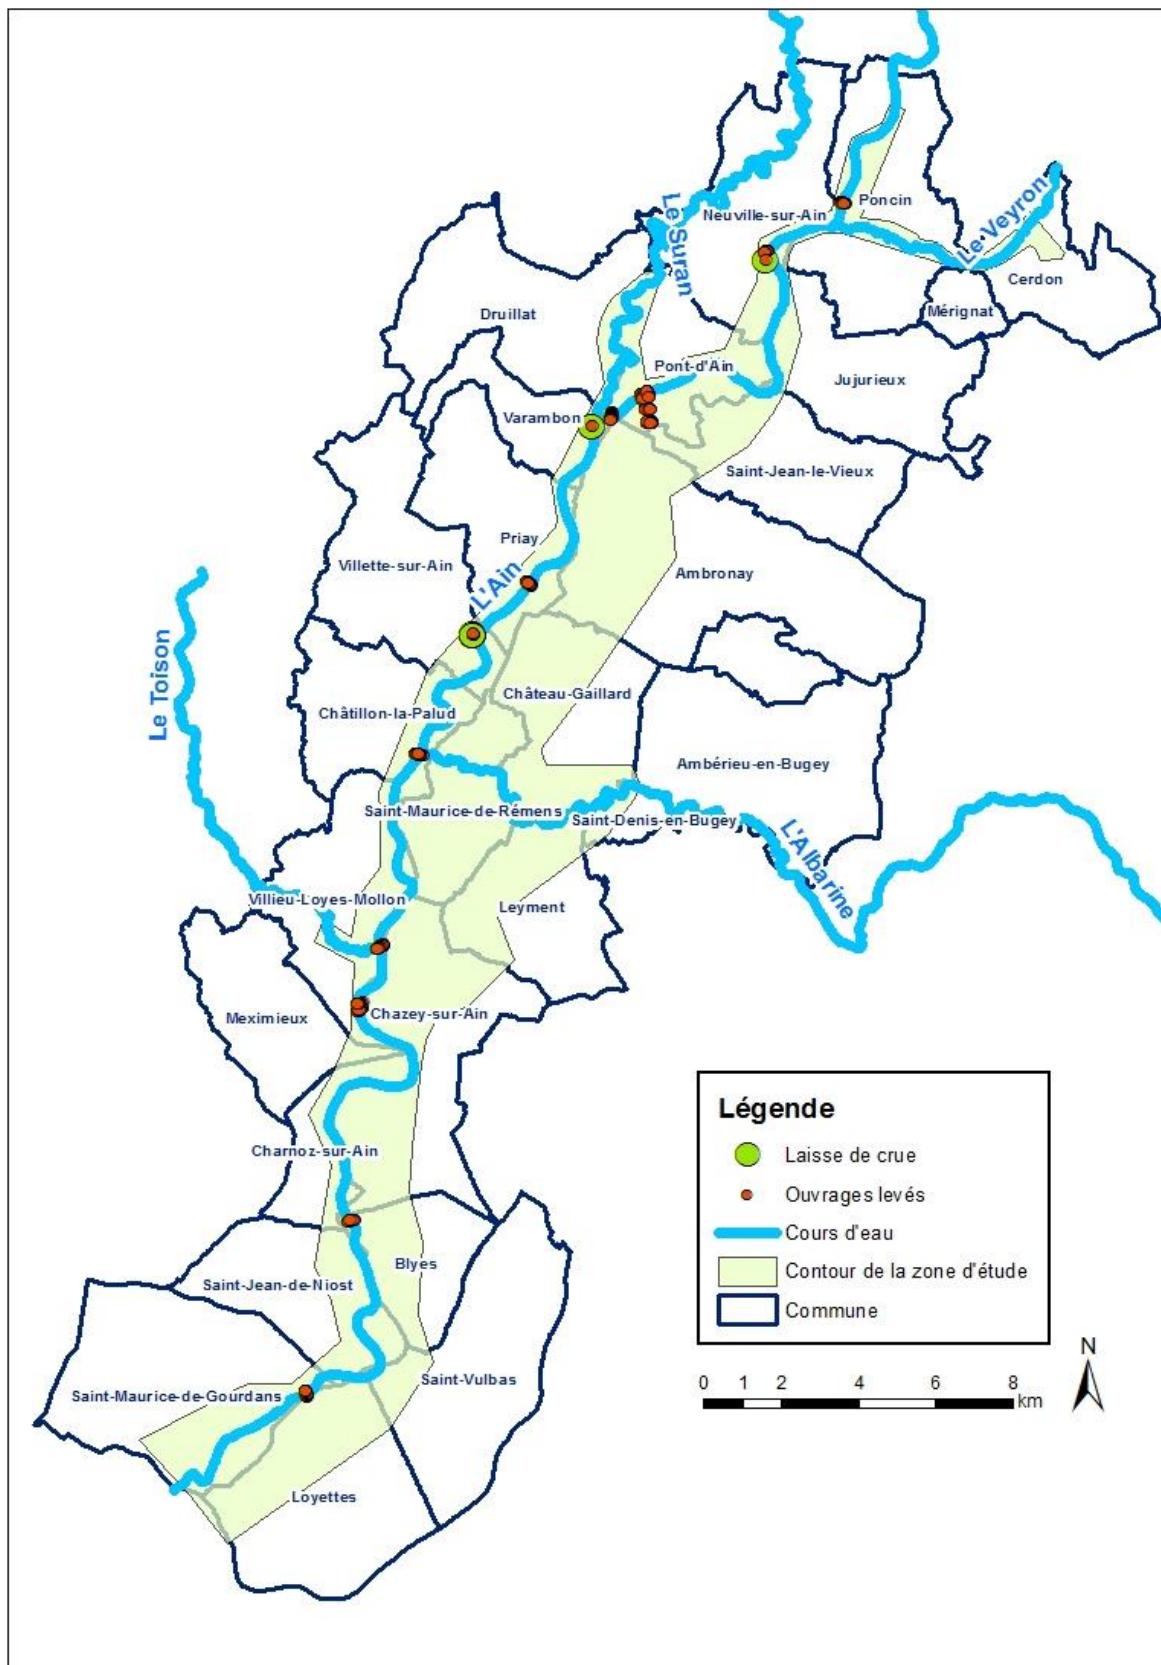 Le Suran
Neuville-sur-Ain
Poncin
Le Veyron
Cerdon
Mérignat
Druillat
Pont-d'Ain
Jujurieux
Varambon
Saint-Jean-le-Vieux
Priay
Villette-sur-Ain
L'Ain
Ambronay
Le Toison
Château-Gaillard
Châtillon-la-Palud
Ambérieu-en-Bugey
Saint-Maurice-de-Rémens
Saint-Denis-en-Bugey
L'Albarine
Villieu-Loyes-Mollon
Leyment
Meximieux
Chazey-sur-Ain
Charnoz-sur-Ain
Blyes
Saint-Jean-de-Niost
Saint-Vulbas
Saint-Maurice-de-Gourdans
Loyettes
Légende
Laisse de crue
Ouvrages levés
Cours d'eau
Contour de la zone d'étude
Commune
N
0 1 2 4 6 8
km